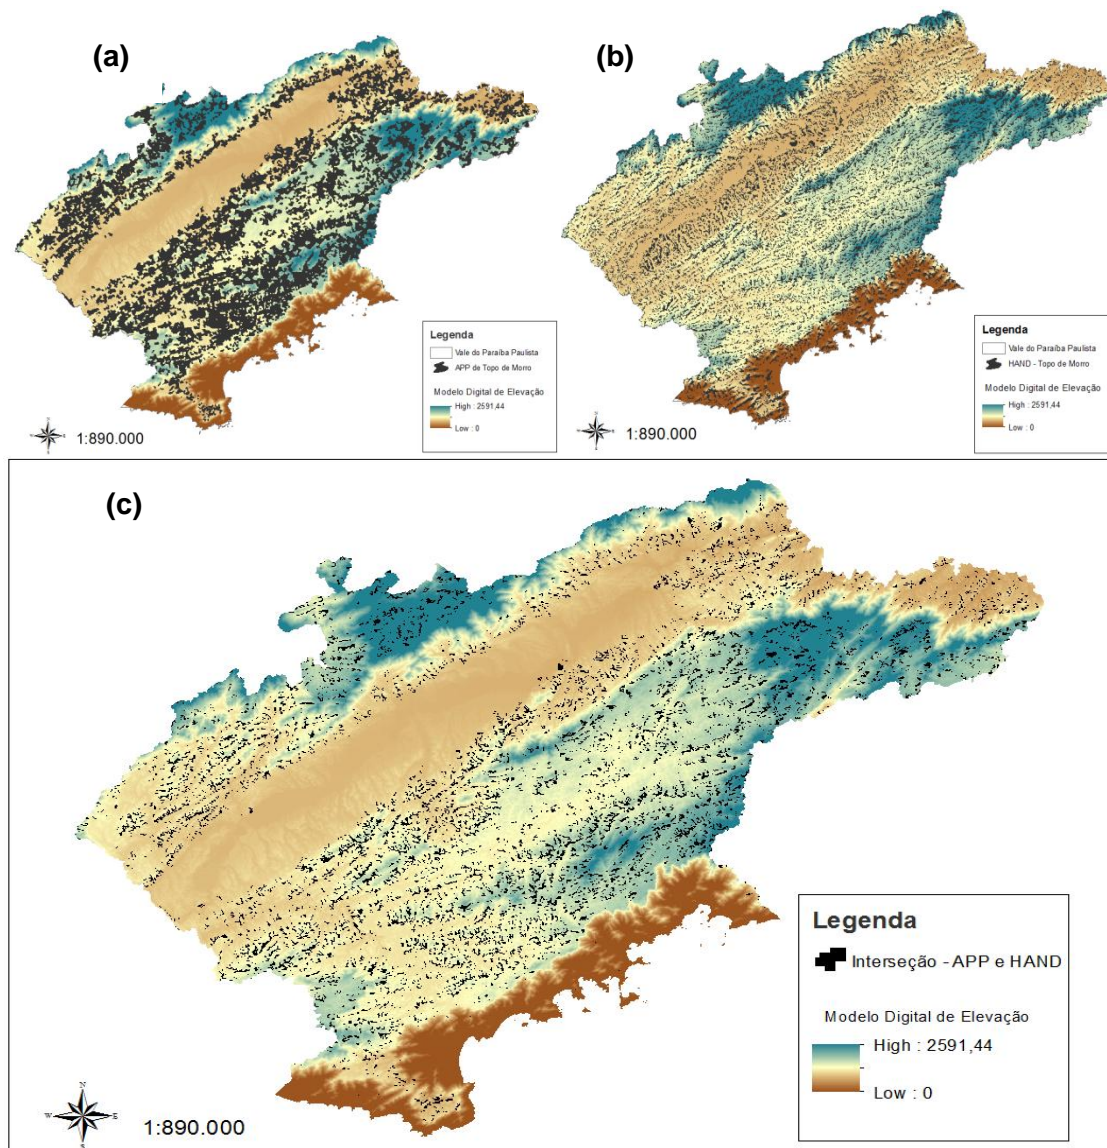 (a)
Legenda
Vale do Paraíba Paulista
APP de Topo de Morro
Modelo Digital de Elevação
High : 2591,44
Low : 0
1:890.000
(b)
Legenda
Vale do Paraíba Paulista
HAND - Topo de Morro
Modelo Digital de Elevação
High : 2591,44
Low : 0
1:890.000
(c)
Legenda
Interseção - APP e HAND
Modelo Digital de Elevação
High : 2591,44
Low : 0
N
W
E
S
1:890.000